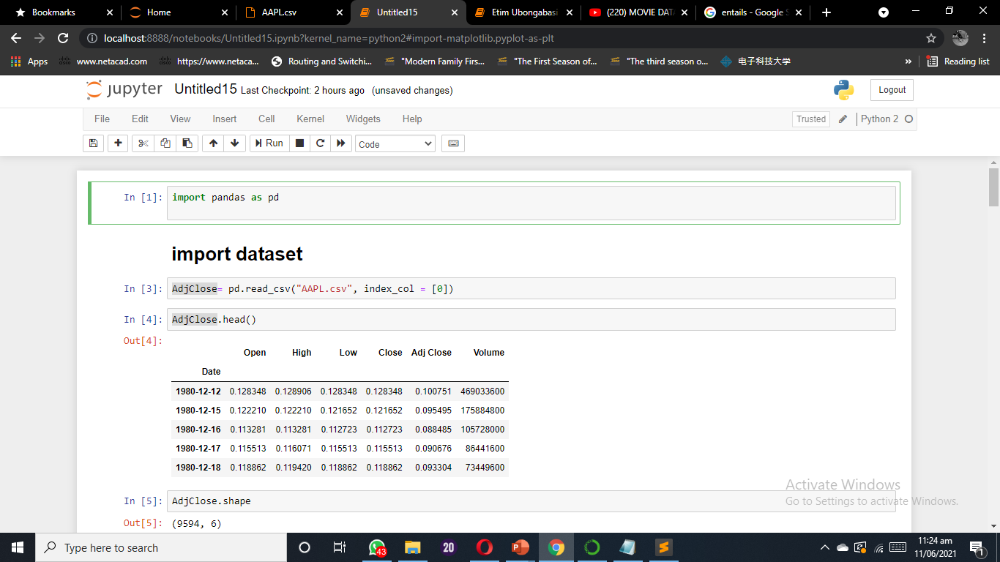 Bookmarks
Home
AAPL.csv
Untitled15
Etim Ubongabasi
(220) MOVIE DAT
entails - Google S
localhost:8888/notebooks/Untitled15.ipynb?kernel_name=python2#import-matplotlib.pyplot-as-plt
Apps www.netacad.com https://www.netaca... Routing and Switchi... "Modern Family Firs... "The First Season of... "The third season o... 电子科技大学 » Reading list
jupyter Untitled15 Last Checkpoint: 2 hours ago (unsaved changes) Logout
File Edit View Insert Cell Kernel Widgets Help Trusted Python 2
Run Code
In [1]: import pandas as pd
import dataset
In [3]: AdjClose= pd.read_csv("AAPL.csv", index_col = [0])
In [4]: AdjClose.head()
Out[4]:
Open High Low Close Adj Close Volume
Date
1980-12-12 0.128348 0.128906 0.128348 0.128348 0.100751 469033600
1980-12-15 0.122210 0.122210 0.121652 0.121652 0.095495 175884800
1980-12-16 0.113281 0.113281 0.112723 0.112723 0.088485 105728000
1980-12-17 0.115513 0.116071 0.115513 0.115513 0.090676 86441600
1980-12-18 0.118862 0.119420 0.118862 0.118862 0.093304 73449600
Activate Windows
Go to Settings to activate Windows.
In [5]: AdjClose.shape
Out[5]: (9594, 6)
Type here to search
43
20
11:24 am
11/06/2021
1